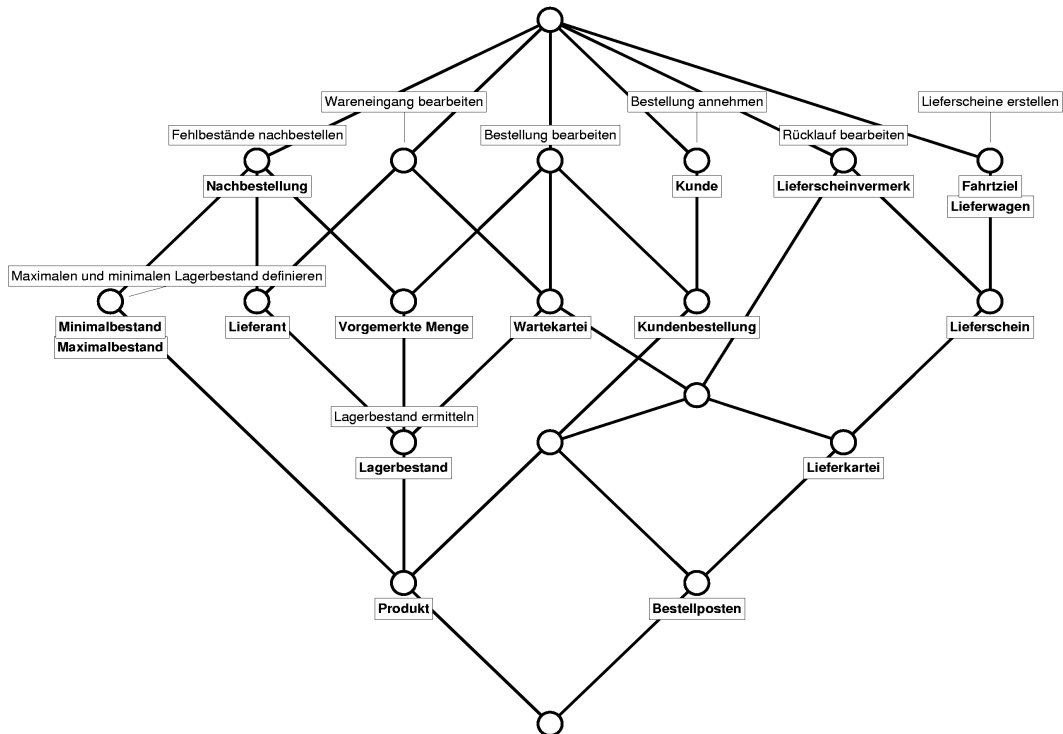 Wareneingang bearbeiten
Bestellung annehmen
Lieferscheine erstellen
Fehlbestände nachbestellen
Bestellung bearbeiten
Rücklauf bearbeiten
Nachbestellung
Kunde
Lieferscheinvermerk
Fahrtziel
Lieferwagen
Maximalen und minimalen Lagerbestand definieren
Minimalbestand
Maximalbestand
Lieferant
Vorgemerkte Menge
Wartekartei
Kundenbestellung
Lieferschein
Lagerbestand ermitteln
Lagerbestand
Lieferkartei
Produkt
Bestellposten